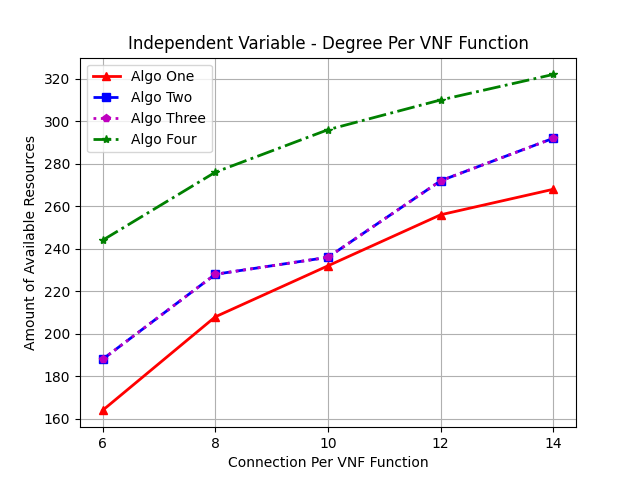 Independent Variable - Degree Per VNF Function
Algo One
Algo Two
Algo Three
Algo Four
Amount of Available Resources
320
300
280
260
240
220
200
180
160
6 8 10 12 14
Connection Per VNF Function